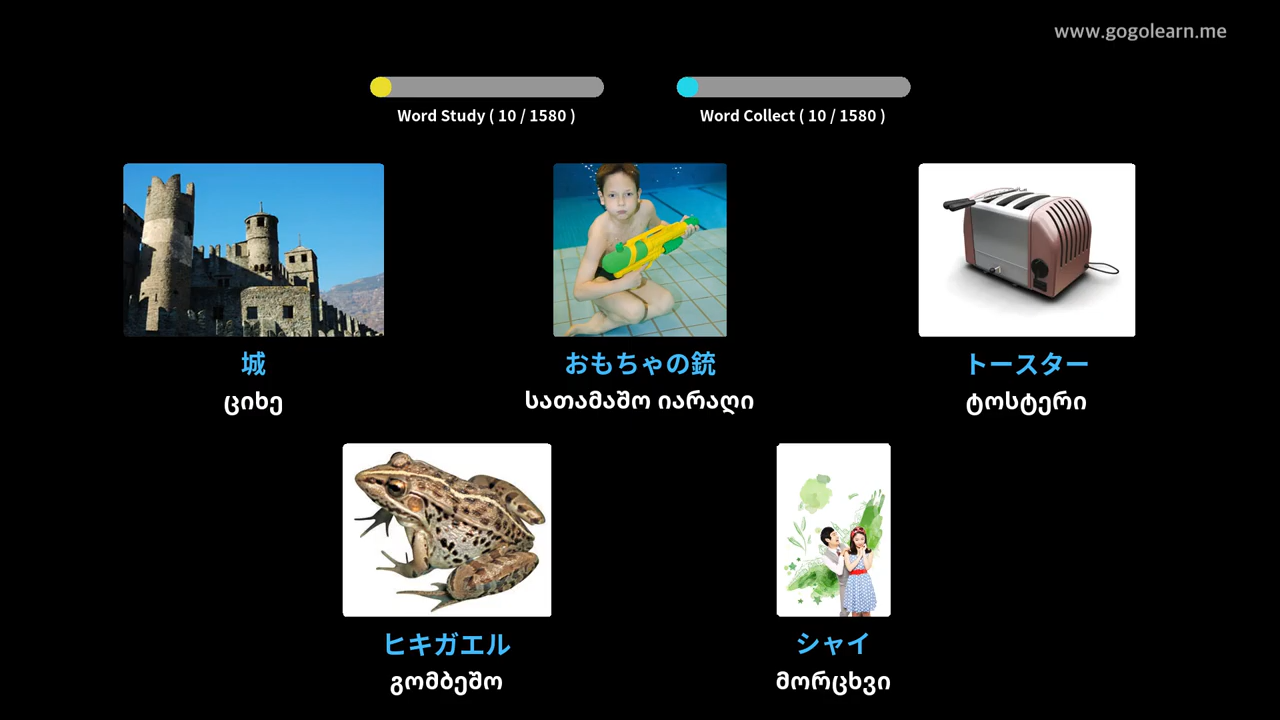 www.gogolearn.me
Word Study ( 10 / 1580 )
Word Collect ( 10 / 1580 )
城
ციხე
おもちゃの銃
სათამაშო იარაღი
トースター
ტოსტერი
ヒキガエル
გომბეშო
シャイ
მორცხვი